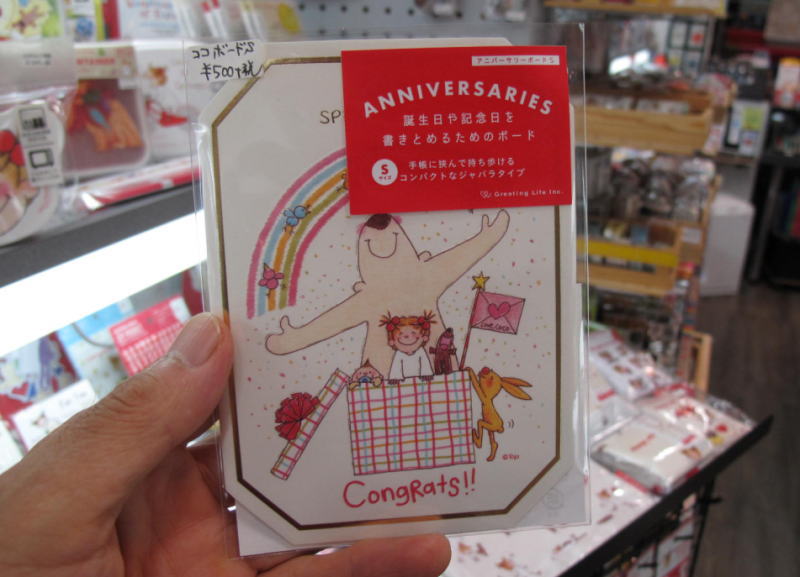 ココボードS
¥500+税
アニバーサリーボード S
ANNIVERSARIES
誕生日や記念日を
書きとめるためのボード
S
サイズ
手帳に挟んで持ち歩ける
コンパクトなジャバラタイプ
Greeting Life Inc.
SP
LOVE, COCO
Congrats!!